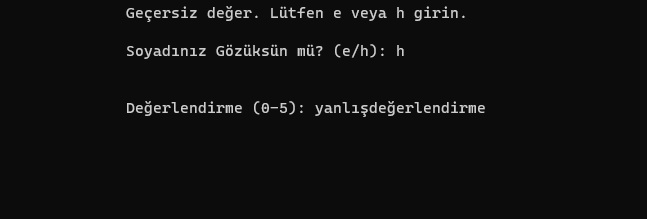 Geçersiz değer. Lütfen e veya h girin.
Soyadınız Gözüksün mü? (e/h): h
Değerlendirme (0-5): yanlışdeğerlendirme